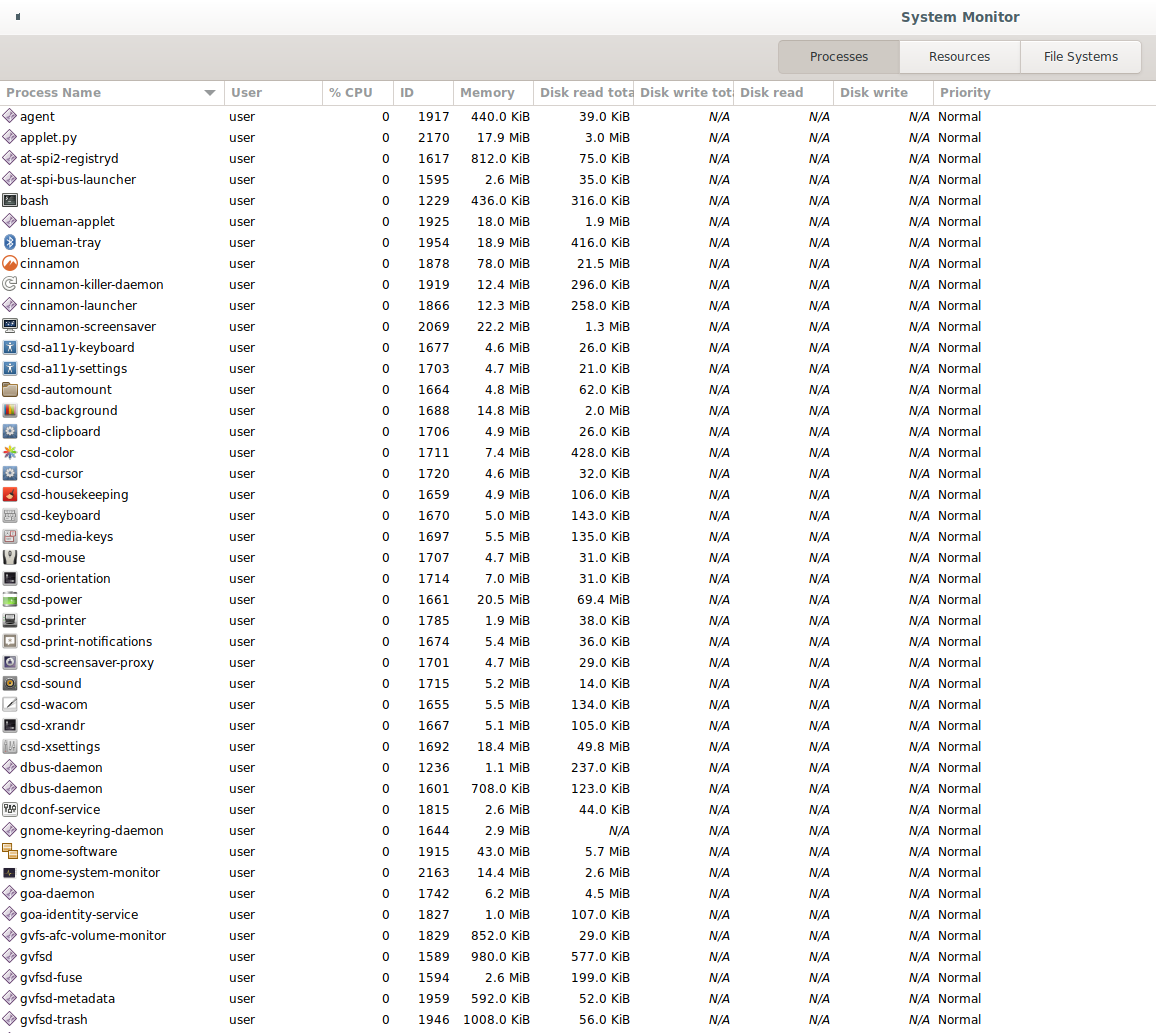 System Monitor
Processes Resources File Systems
Process Name User % CPU ID Memory Disk read tota Disk write tota Disk read Disk write Priority
agent user 0 1917 440.0 KiB 39.0 KiB N/A N/A N/A Normal
applet.py user 0 2170 17.9 MiB 3.0 MiB N/A N/A N/A Normal
at-spi2-registryd user 0 1617 812.0 KiB 75.0 KiB N/A N/A N/A Normal
at-spi-bus-launcher user 0 1595 2.6 MiB 35.0 KiB N/A N/A N/A Normal
bash user 0 1229 436.0 KiB 316.0 KiB N/A N/A N/A Normal
blueman-applet user 0 1925 18.0 MiB 1.9 MiB N/A N/A N/A Normal
blueman-tray user 0 1954 18.9 MiB 416.0 KiB N/A N/A N/A Normal
cinnamon user 0 1878 78.0 MiB 21.5 MiB N/A N/A N/A Normal
cinnamon-killer-daemon user 0 1919 12.4 MiB 296.0 KiB N/A N/A N/A Normal
cinnamon-launcher user 0 1866 12.3 MiB 258.0 KiB N/A N/A N/A Normal
cinnamon-screensaver user 0 2069 22.2 MiB 1.3 MiB N/A N/A N/A Normal
csd-a11y-keyboard user 0 1677 4.6 MiB 26.0 KiB N/A N/A N/A Normal
csd-a11y-settings user 0 1703 4.7 MiB 21.0 KiB N/A N/A N/A Normal
csd-automount user 0 1664 4.8 MiB 62.0 KiB N/A N/A N/A Normal
csd-background user 0 1688 14.8 MiB 2.0 MiB N/A N/A N/A Normal
csd-clipboard user 0 1706 4.9 MiB 26.0 KiB N/A N/A N/A Normal
csd-color user 0 1711 7.4 MiB 428.0 KiB N/A N/A N/A Normal
csd-cursor user 0 1720 4.6 MiB 32.0 KiB N/A N/A N/A Normal
csd-housekeeping user 0 1659 4.9 MiB 106.0 KiB N/A N/A N/A Normal
csd-keyboard user 0 1670 5.0 MiB 143.0 KiB N/A N/A N/A Normal
csd-media-keys user 0 1697 5.5 MiB 135.0 KiB N/A N/A N/A Normal
csd-mouse user 0 1707 4.7 MiB 31.0 KiB N/A N/A N/A Normal
csd-orientation user 0 1714 7.0 MiB 31.0 KiB N/A N/A N/A Normal
csd-power user 0 1661 20.5 MiB 69.4 MiB N/A N/A N/A Normal
csd-printer user 0 1785 1.9 MiB 38.0 KiB N/A N/A N/A Normal
csd-print-notifications user 0 1674 5.4 MiB 36.0 KiB N/A N/A N/A Normal
csd-screensaver-proxy user 0 1701 4.7 MiB 29.0 KiB N/A N/A N/A Normal
csd-sound user 0 1715 5.2 MiB 14.0 KiB N/A N/A N/A Normal
csd-wacom user 0 1655 5.5 MiB 134.0 KiB N/A N/A N/A Normal
csd-xrandr user 0 1667 5.1 MiB 105.0 KiB N/A N/A N/A Normal
csd-xsettings user 0 1692 18.4 MiB 49.8 MiB N/A N/A N/A Normal
dbus-daemon user 0 1236 1.1 MiB 237.0 KiB N/A N/A N/A Normal
dbus-daemon user 0 1601 708.0 KiB 123.0 KiB N/A N/A N/A Normal
dconf-service user 0 1815 2.6 MiB 44.0 KiB N/A N/A N/A Normal
gnome-keyring-daemon user 0 1644 2.9 MiB N/A N/A N/A N/A Normal
gnome-software user 0 1915 43.0 MiB 5.7 MiB N/A N/A N/A Normal
gnome-system-monitor user 0 2163 14.4 MiB 2.6 MiB N/A N/A N/A Normal
goa-daemon user 0 1742 6.2 MiB 4.5 MiB N/A N/A N/A Normal
goa-identity-service user 0 1827 1.0 MiB 107.0 KiB N/A N/A N/A Normal
gvfs-afc-volume-monitor user 0 1829 852.0 KiB 29.0 KiB N/A N/A N/A Normal
gvfsd user 0 1589 980.0 KiB 577.0 KiB N/A N/A N/A Normal
gvfsd-fuse user 0 1594 2.6 MiB 199.0 KiB N/A N/A N/A Normal
gvfsd-metadata user 0 1959 592.0 KiB 52.0 KiB N/A N/A N/A Normal
gvfsd-trash user 0 1946 1008.0 KiB 56.0 KiB N/A N/A N/A Normal